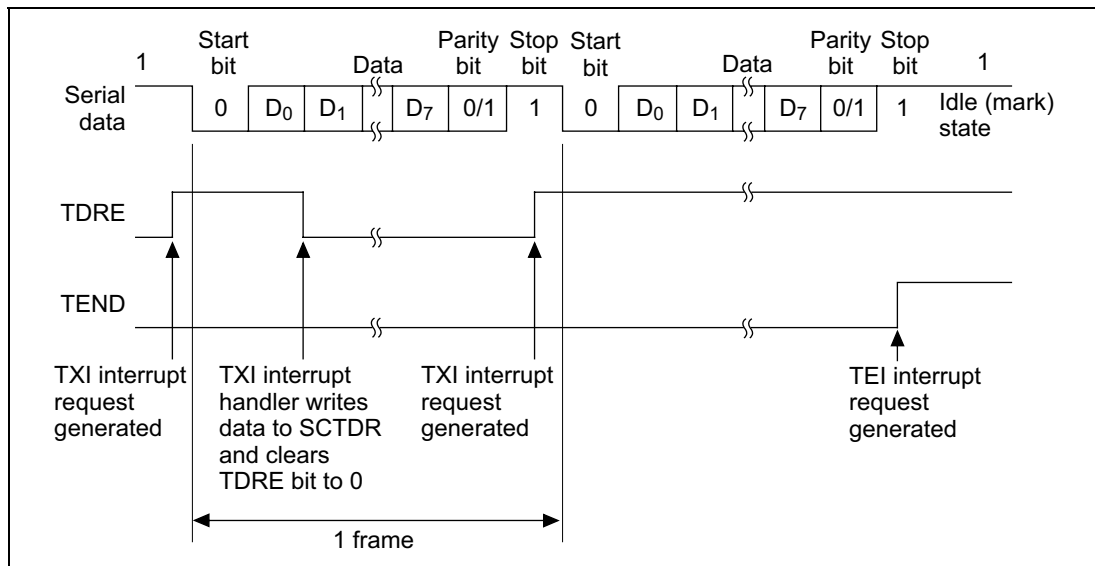 Start bit
Parity bit
Stop bit
Start bit
Parity bit
Stop bit
1
Data
Data
1
Serial data
0
D0
D1
D7
0/1
1
0
D0
D1
D7
0/1
1
Idle (mark) state
TDRE
TEND
TXI interrupt
request
generated
TXI interrupt
handler writes
data to SCTDR
and clears
TDRE bit to 0
TXI interrupt
request
generated
TEI interrupt
request
generated
1 frame